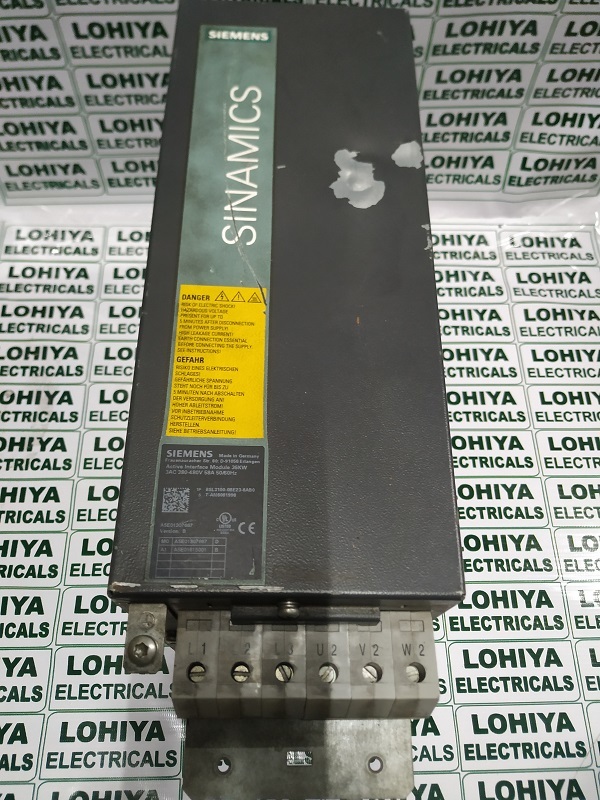 SIEMENS
SINAMICS
DANGER
RISK OF ELECTRIC SHOCK!
HAZARDOUS VOLTAGE
PRESENT FOR UP TO
5 MINUTES AFTER DISCONNECTION
FROM POWER SUPPLY!
HIGH LEAKAGE CURRENT!
EARTH CONNECTION ESSENTIAL
BEFORE CONNECTING THE SUPPLY.
SEE INSTRUCTIONS!
GEFAHR
RISIKO EINES ELEKTRISCHEN
SCHLAGES!
GEFÄHRLICHE SPANNUNG
STEHT NOCH FÜR BIS ZU
5 MINUTEN NACH ABSCHALTEN
DER VERSORGUNG AN!
HOHER ABLEITSTROM!
VOR INBETRIEBNAHME
SCHUTZLEITERVERBINDUNG
HERSTELLEN.
SIEHE BETRIEBSANLEITUNG!
SIEMENS Made in Germany
Active Interface Module 36KW
3AC 380-480V 58A 50/60Hz
L1 L2 L3 U2 V2 W2
LOHIYA
ELECTRICALS